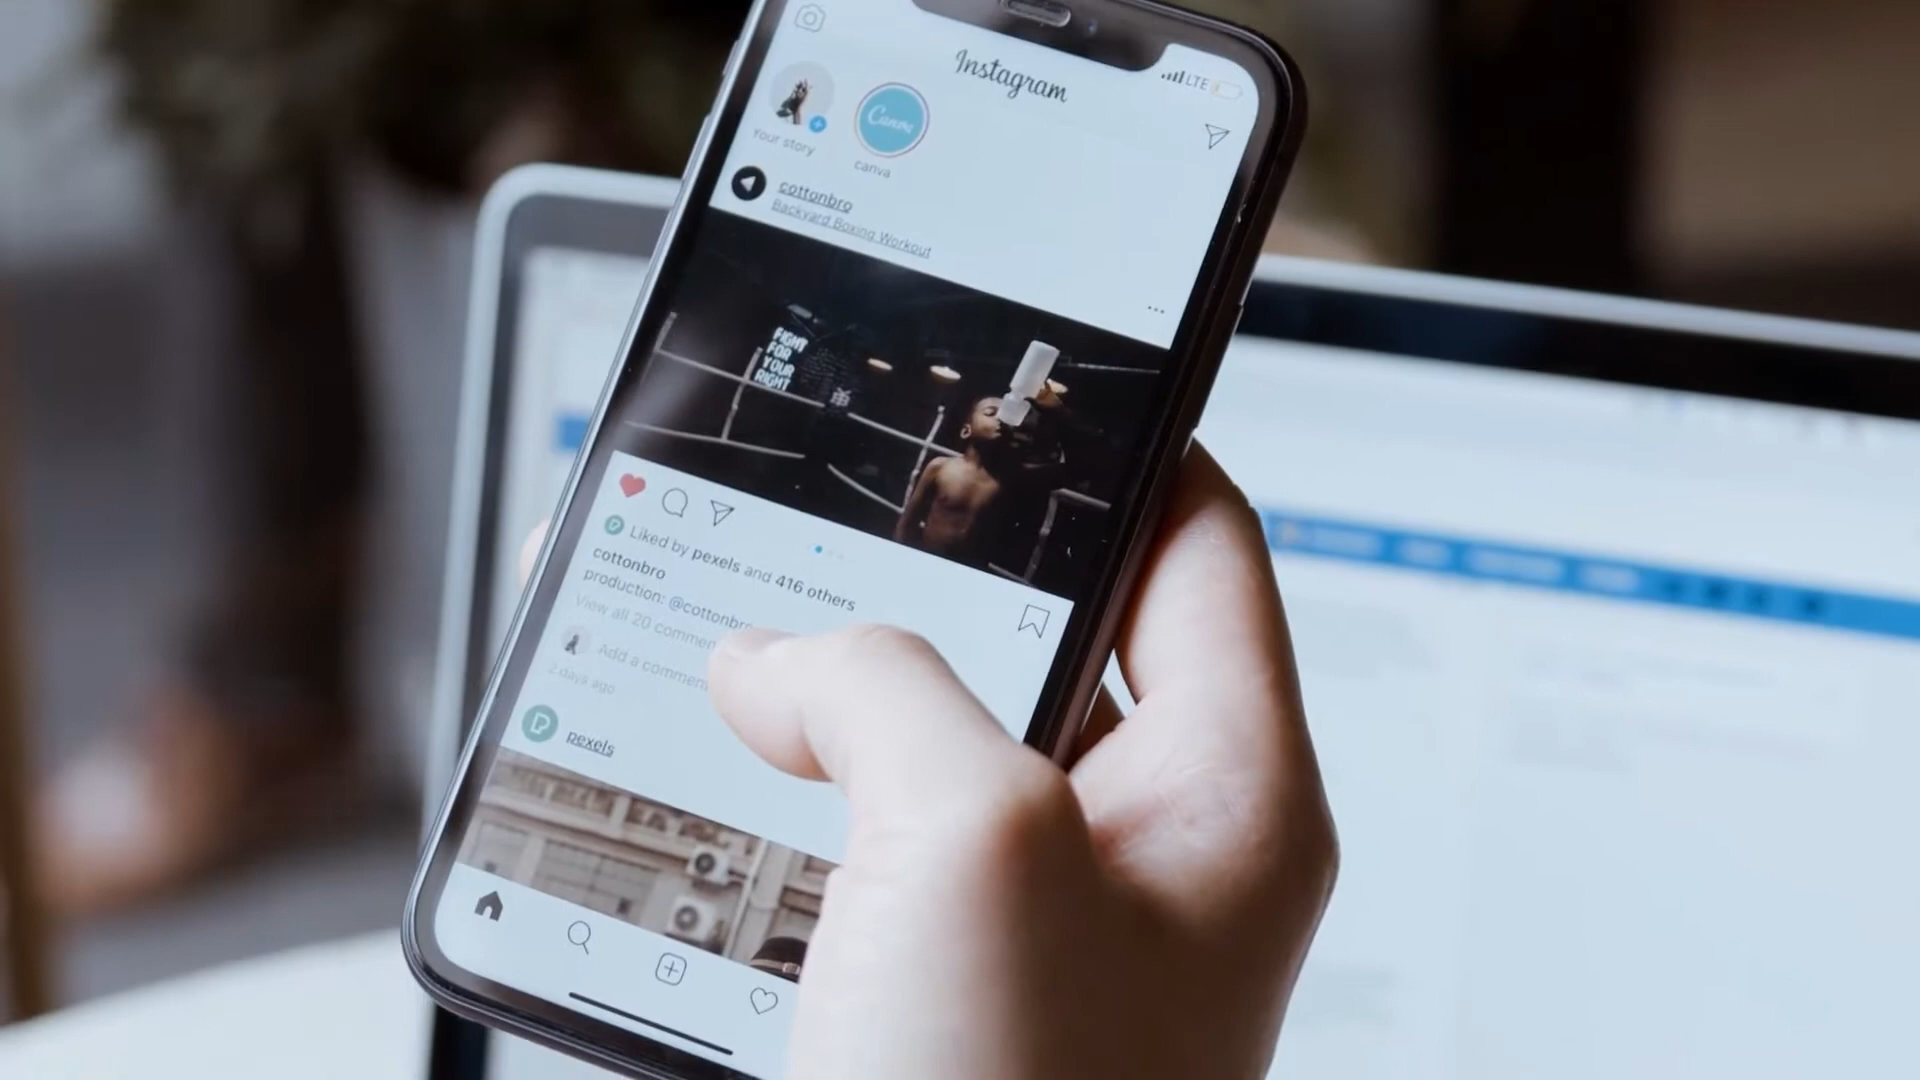 Instagram
LTE
Your story
Canva
canva
cottonbro
Backyard Boxing Workout
FIGHT
FOR
YOUR
RIGHT
Liked by pexels and 416 others
cottonbro
production: @cottonbro
View all 20
Add a comment
2 days ago
pexels